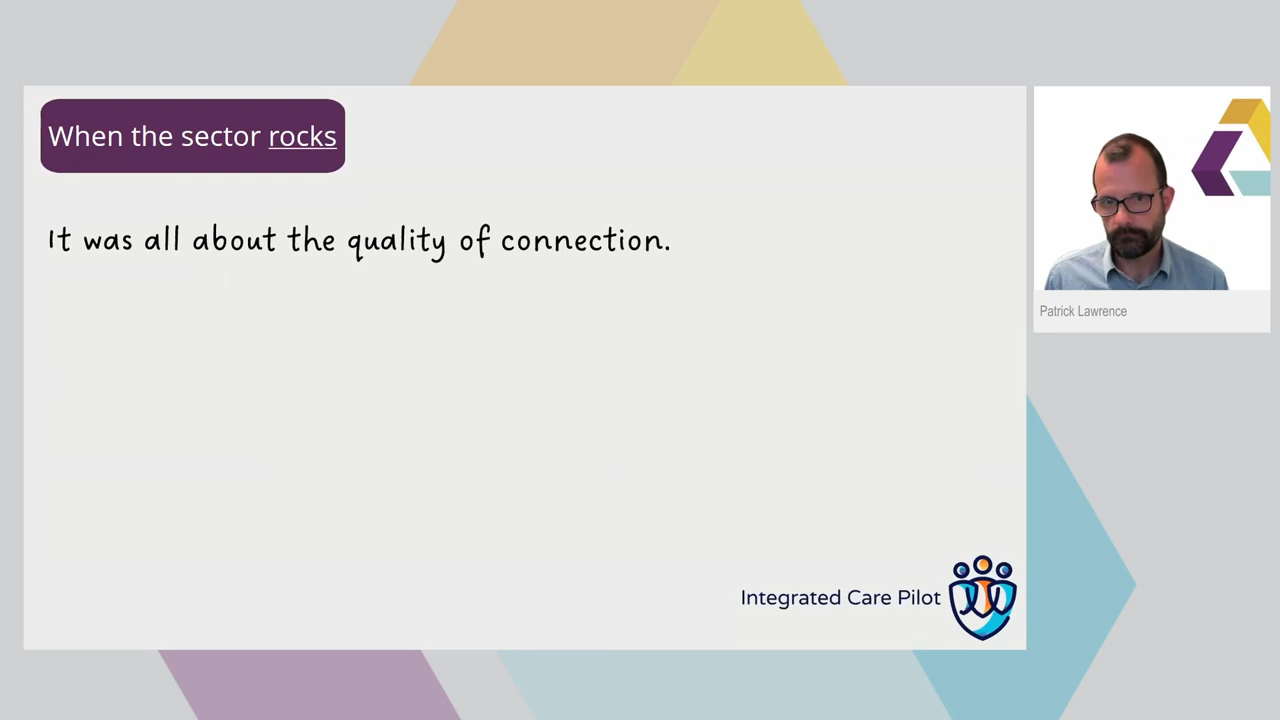 When the sector rocks
It was all about the quality of connection.
Patrick Lawrence
Integrated Care Pilot